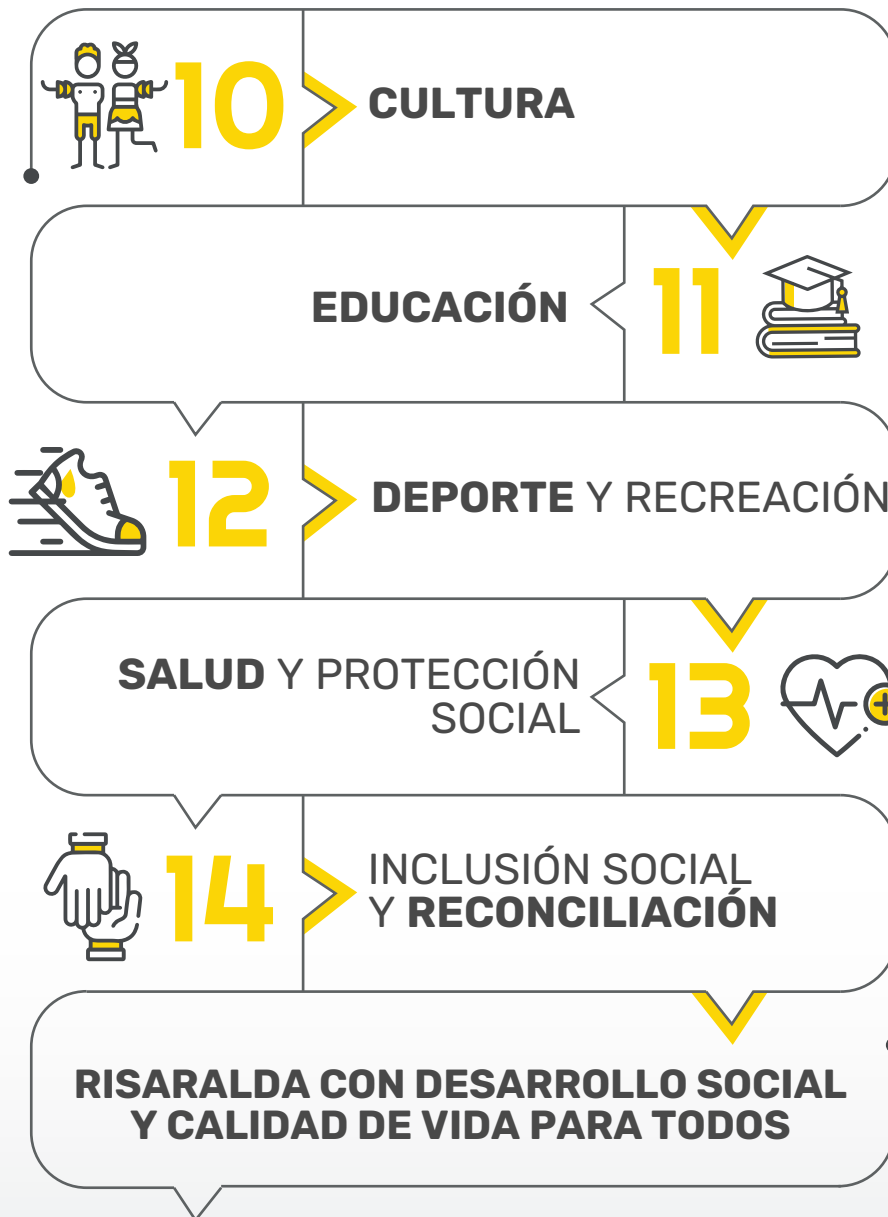 10 CULTURA
EDUCACIÓN 11
12 DEPORTE Y RECREACIÓN
SALUD Y PROTECCIÓN
SOCIAL
13
14
INCLUSIÓN SOCIAL
Y RECONCILIACIÓN
RISARALDA CON DESARROLLO SOCIAL
Y CALIDAD DE VIDA PARA TODOS